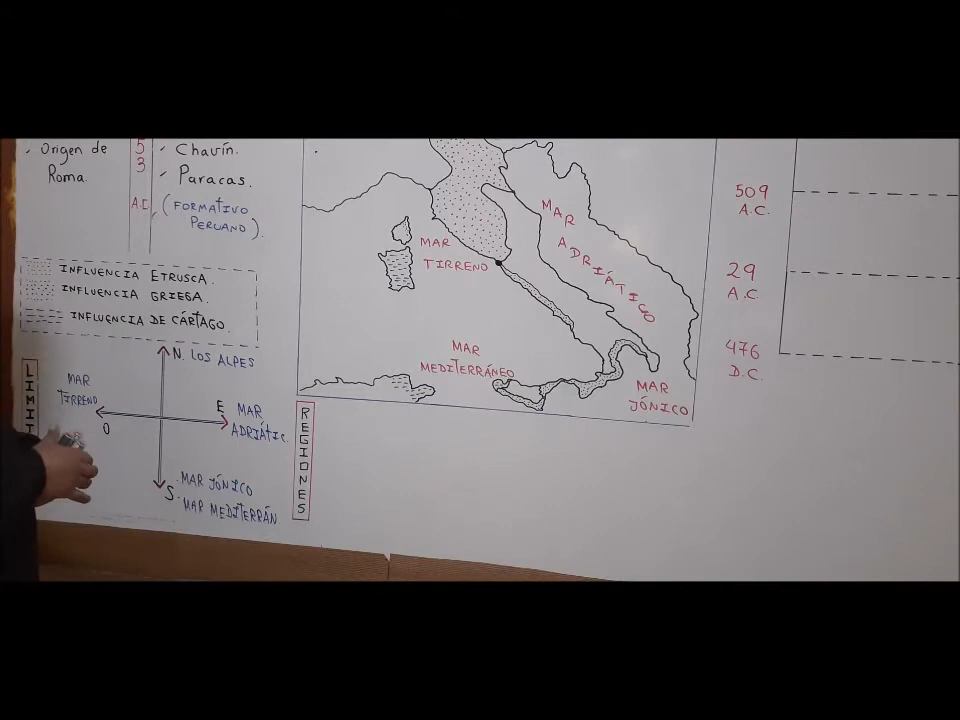 ✓ Origen de
Roma.
5
3
A.C.
✓ Chavín.
✓ Paracas.
(FORMATIVO
PERUANO).
INFLUENCIA ETRUSCA.
INFLUENCIA GRIEGA.
INFLUENCIA DE CÁRTAGO.
LIMIT
N. LOS ALPES
MAR
TIRRENO
O
E
MAR
ADRIÁTIC.
S.
. MAR JÓNICO
. MAR MEDITERRÁN
MAR
TIRRENO
MAR
ADRIÁTICO
MAR
MEDITERRÁNEO
MAR
JÓNICO
REGIONES
509
A.C.
29
A.C.
476
D.C.